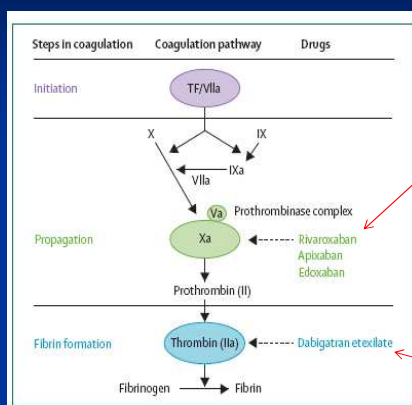 Steps in coagulation Coagulation pathway Drugs
Initiation TF/VIIa
X IX
IXa
VIIa
Va Prothrombinase complex
Propagation Xa Rivaroxaban
Apixaban
Edoxaban
Prothrombin (II)
Fibrin formation Thrombin (IIa) Dabigatran etexilate
Fibrinogen Fibrin